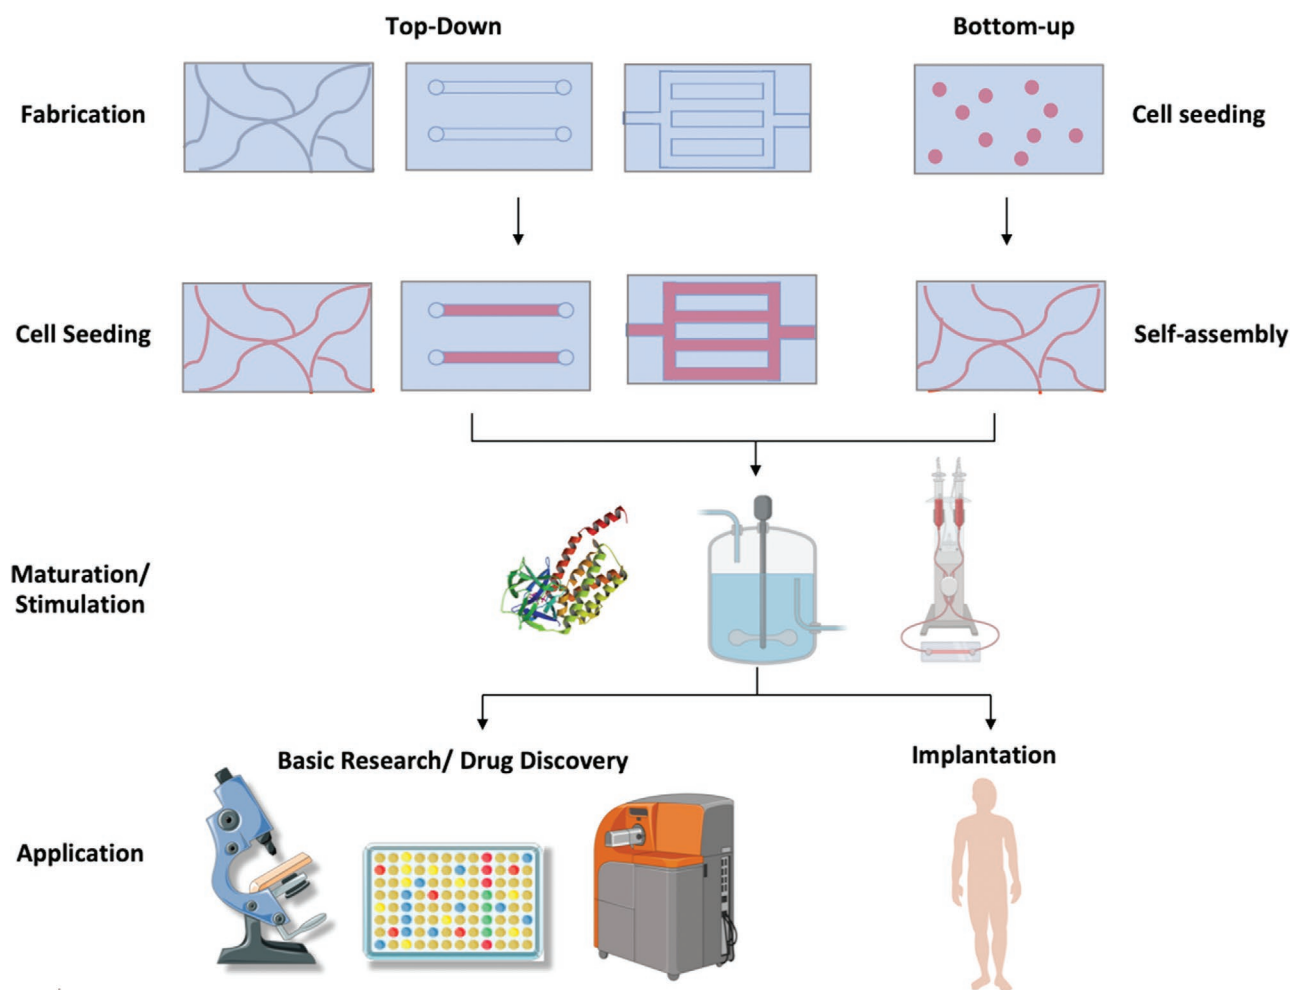 Top-Down
Bottom-up
Fabrication
Cell seeding
Cell Seeding
Self-assembly
Maturation/
Stimulation
Basic Research/ Drug Discovery
Implantation
Application